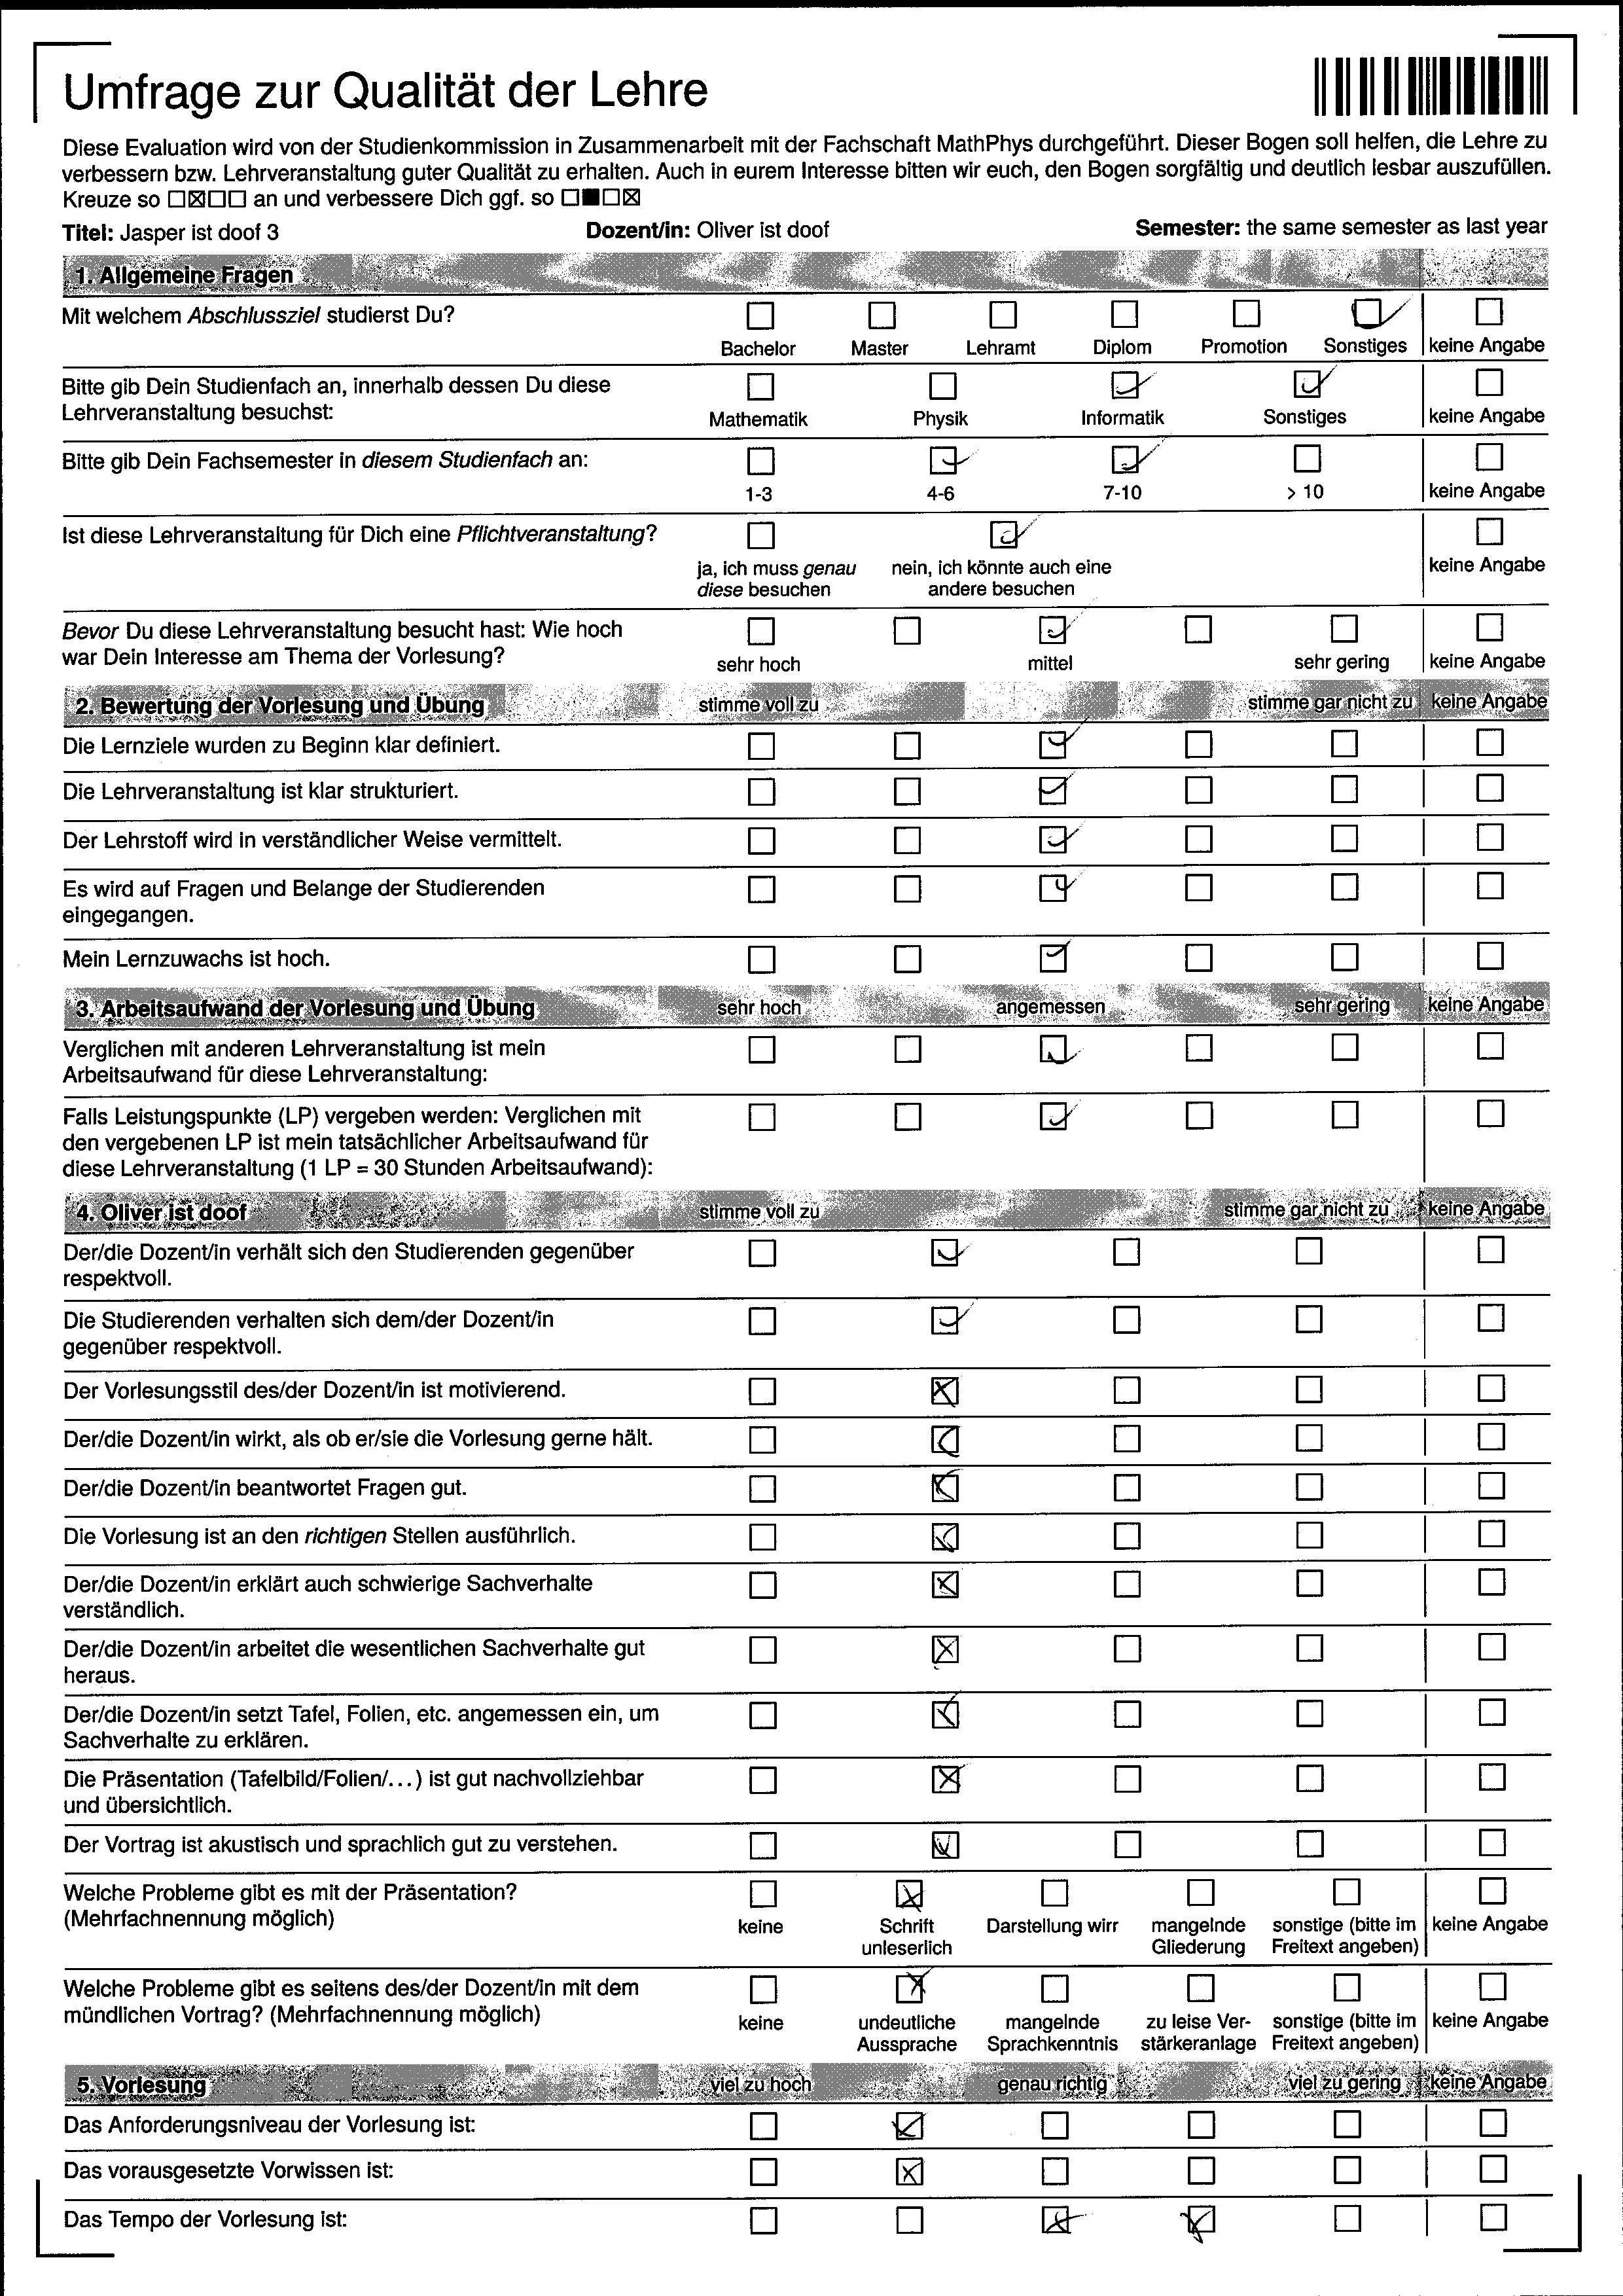 Umfrage zur Qualität der Lehre
Diese Evaluation wird von der Studienkommission in Zusammenarbeit mit der Fachschaft MathPhys durchgeführt. Dieser Bogen soll helfen, die Lehre zu
verbessern bzw. Lehrveranstaltung guter Qualität zu erhalten. Auch in eurem Interesse bitten wir euch, den Bogen sorgfältig und deutlich lesbar auszufüllen.
Kreuze so ☐☒☐☐ an und verbessere Dich ggf. so ☐■☐☒
Titel: Jasper ist doof 3 Dozent/in: Oliver ist doof Semester: the same semester as last year
1. Allgemeine Fragen
Mit welchem Abschlussziel studierst Du?
Bachelor Master Lehramt Diplom Promotion Sonstiges keine Angabe
Bitte gib Dein Studienfach an, innerhalb dessen Du diese
Lehrveranstaltung besuchst:
Mathematik Physik Informatik Sonstiges keine Angabe
Bitte gib Dein Fachsemester in diesem Studienfach an:
1-3 4-6 7-10 > 10 keine Angabe
Ist diese Lehrveranstaltung für Dich eine Pflichtveranstaltung?
ja, ich muss genau nein, ich könnte auch eine keine Angabe
diese besuchen andere besuchen
Bevor Du diese Lehrveranstaltung besucht hast: Wie hoch
war Dein Interesse am Thema der Vorlesung?
sehr hoch mittel sehr gering keine Angabe
2. Bewertung der Vorlesung und Übung stimme voll zu stimme gar nicht zu keine Angabe
Die Lernziele wurden zu Beginn klar definiert.
Die Lehrveranstaltung ist klar strukturiert.
Der Lehrstoff wird in verständlicher Weise vermittelt.
Es wird auf Fragen und Belange der Studierenden
eingegangen.
Mein Lernzuwachs ist hoch.
3. Arbeitsaufwand der Vorlesung und Übung sehr hoch angemessen sehr gering keine Angabe
Verglichen mit anderen Lehrveranstaltung ist mein
Arbeitsaufwand für diese Lehrveranstaltung:
Falls Leistungspunkte (LP) vergeben werden: Verglichen mit
den vergebenen LP ist mein tatsächlicher Arbeitsaufwand für
diese Lehrveranstaltung (1 LP = 30 Stunden Arbeitsaufwand):
4. Oliver ist doof stimme voll zu stimme gar nicht zu keine Angabe
Der/die Dozent/in verhält sich den Studierenden gegenüber
respektvoll.
Die Studierenden verhalten sich dem/der Dozent/in
gegenüber respektvoll.
Der Vorlesungsstil des/der Dozent/in ist motivierend.
Der/die Dozent/in wirkt, als ob er/sie die Vorlesung gerne hält.
Der/die Dozent/in beantwortet Fragen gut.
Die Vorlesung ist an den richtigen Stellen ausführlich.
Der/die Dozent/in erklärt auch schwierige Sachverhalte
verständlich.
Der/die Dozent/in arbeitet die wesentlichen Sachverhalte gut
heraus.
Der/die Dozent/in setzt Tafel, Folien, etc. angemessen ein, um
Sachverhalte zu erklären.
Die Präsentation (Tafelbild/Folien/...) ist gut nachvollziehbar
und übersichtlich.
Der Vortrag ist akustisch und sprachlich gut zu verstehen.
Welche Probleme gibt es mit der Präsentation?
(Mehrfachnennung möglich)
keine Schrift Darstellung wirr mangelnde sonstige (bitte im keine Angabe
unleserlich Gliederung Freitext angeben)
Welche Probleme gibt es seitens des/der Dozent/in mit dem
mündlichen Vortrag? (Mehrfachnennung möglich)
keine undeutliche mangelnde zu leise Ver- sonstige (bitte im keine Angabe
Aussprache Sprachkenntnis stärkeranlage Freitext angeben)
5. Vorlesung viel zu hoch genau richtig viel zu gering keine Angabe
Das Anforderungsniveau der Vorlesung ist:
Das vorausgesetzte Vorwissen ist:
Das Tempo der Vorlesung ist: